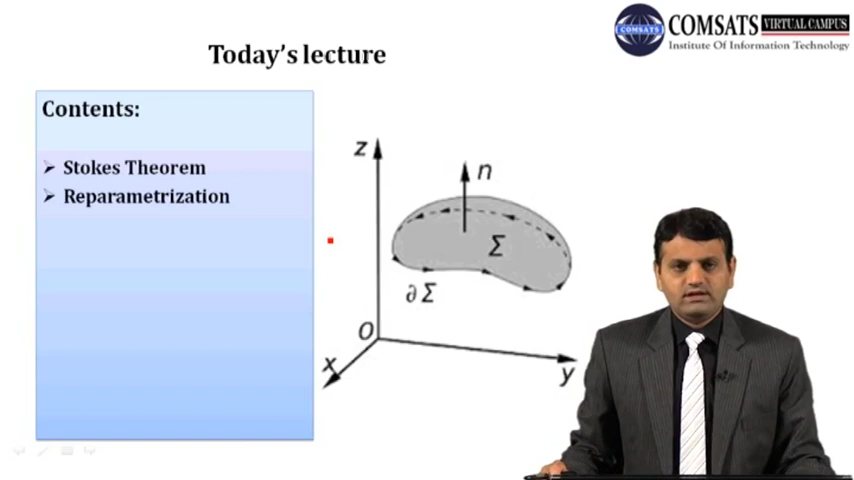 COMSATS VIRTUAL CAMPUS
COMSATS
Institute Of Information Technology
Today's lecture
Contents:
➢ Stokes Theorem
➢ Reparametrization
z
n
Σ
∂Σ
O
x
y